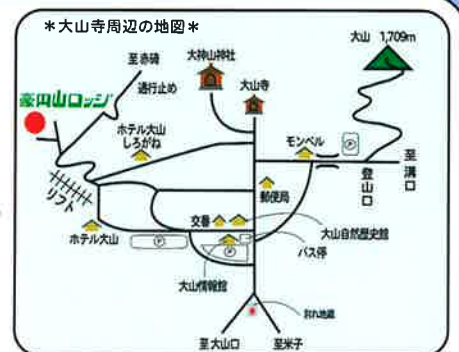 *大山寺周辺の地図*
大山 1,709m
至赤碕
通行止め
大神山神社
大山寺
豪円山ロッジ
ホテル大山
しろがね
モンベル
P
至溝口
登山口
リフト
郵便局
交番
大山自然歴史館
ホテル大山
P
P
バス停
大山情報館
別れ地蔵
至大山口
至米子